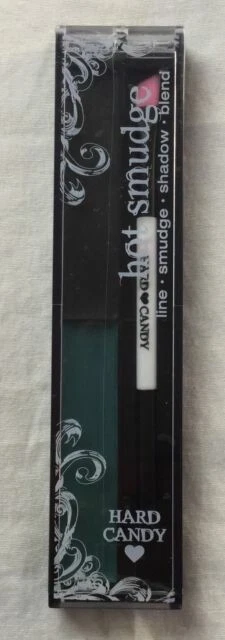 hot smudge
line · smudge · shadow · blend
HARD♥CANDY
HARD
CANDY
♥